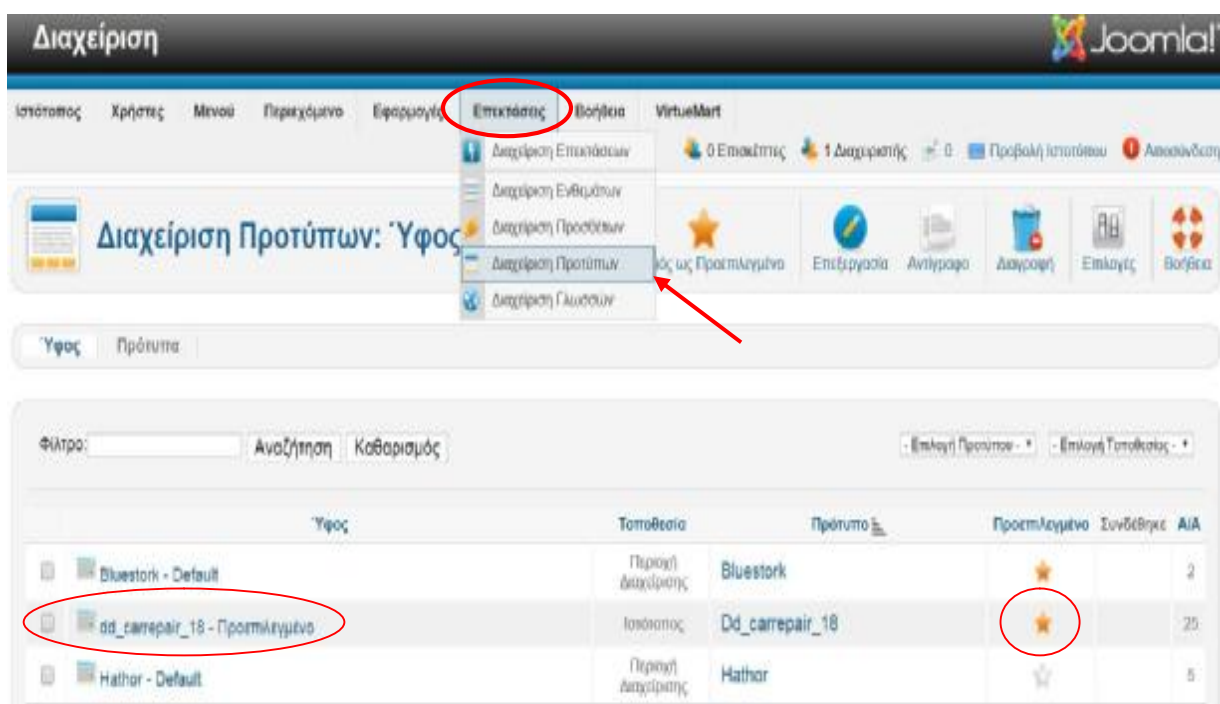 Διαχείριση
Joomla!
Ιστότοπος Χρήστες Μενού Περιεχόμενο Εφαρμογές Επεκτάσεις Βοήθεια VirtueMart
Διαχείριση Επεκτάσεων
0 Επισκέπτες 1 Διαχειριστής 0 Προβολή Ιστοτόπου Αποσύνδεση
Διαχείριση Ενθεμάτων
Διαχείριση Προσθέτων
Διαχείριση Προτύπων
Διαχείριση Γλωσσών
Διαχείριση Προτύπων: Ύφος
ως Προεπιλεγμένο Επεξεργασία Αντίγραφο Διαγραφή Επιλογές Βοήθεια
Ύφος Πρότυπα
Φίλτρο: Αναζήτηση Καθαρισμός - Επιλογή Προτύπου - - Επιλογή Τοποθεσίας -
Ύφος Τοποθεσία Πρότυπο Προεπιλεγμένο Συνδέθηκε Α/Α
Bluestork - Default Περιοχή Διαχείρισης Bluestork 2
dd_carrepair_18 - Προεπιλεγμένο Ιστότοπος Dd_carrepair_18 25
Hathor - Default Περιοχή Διαχείρισης Hathor 5